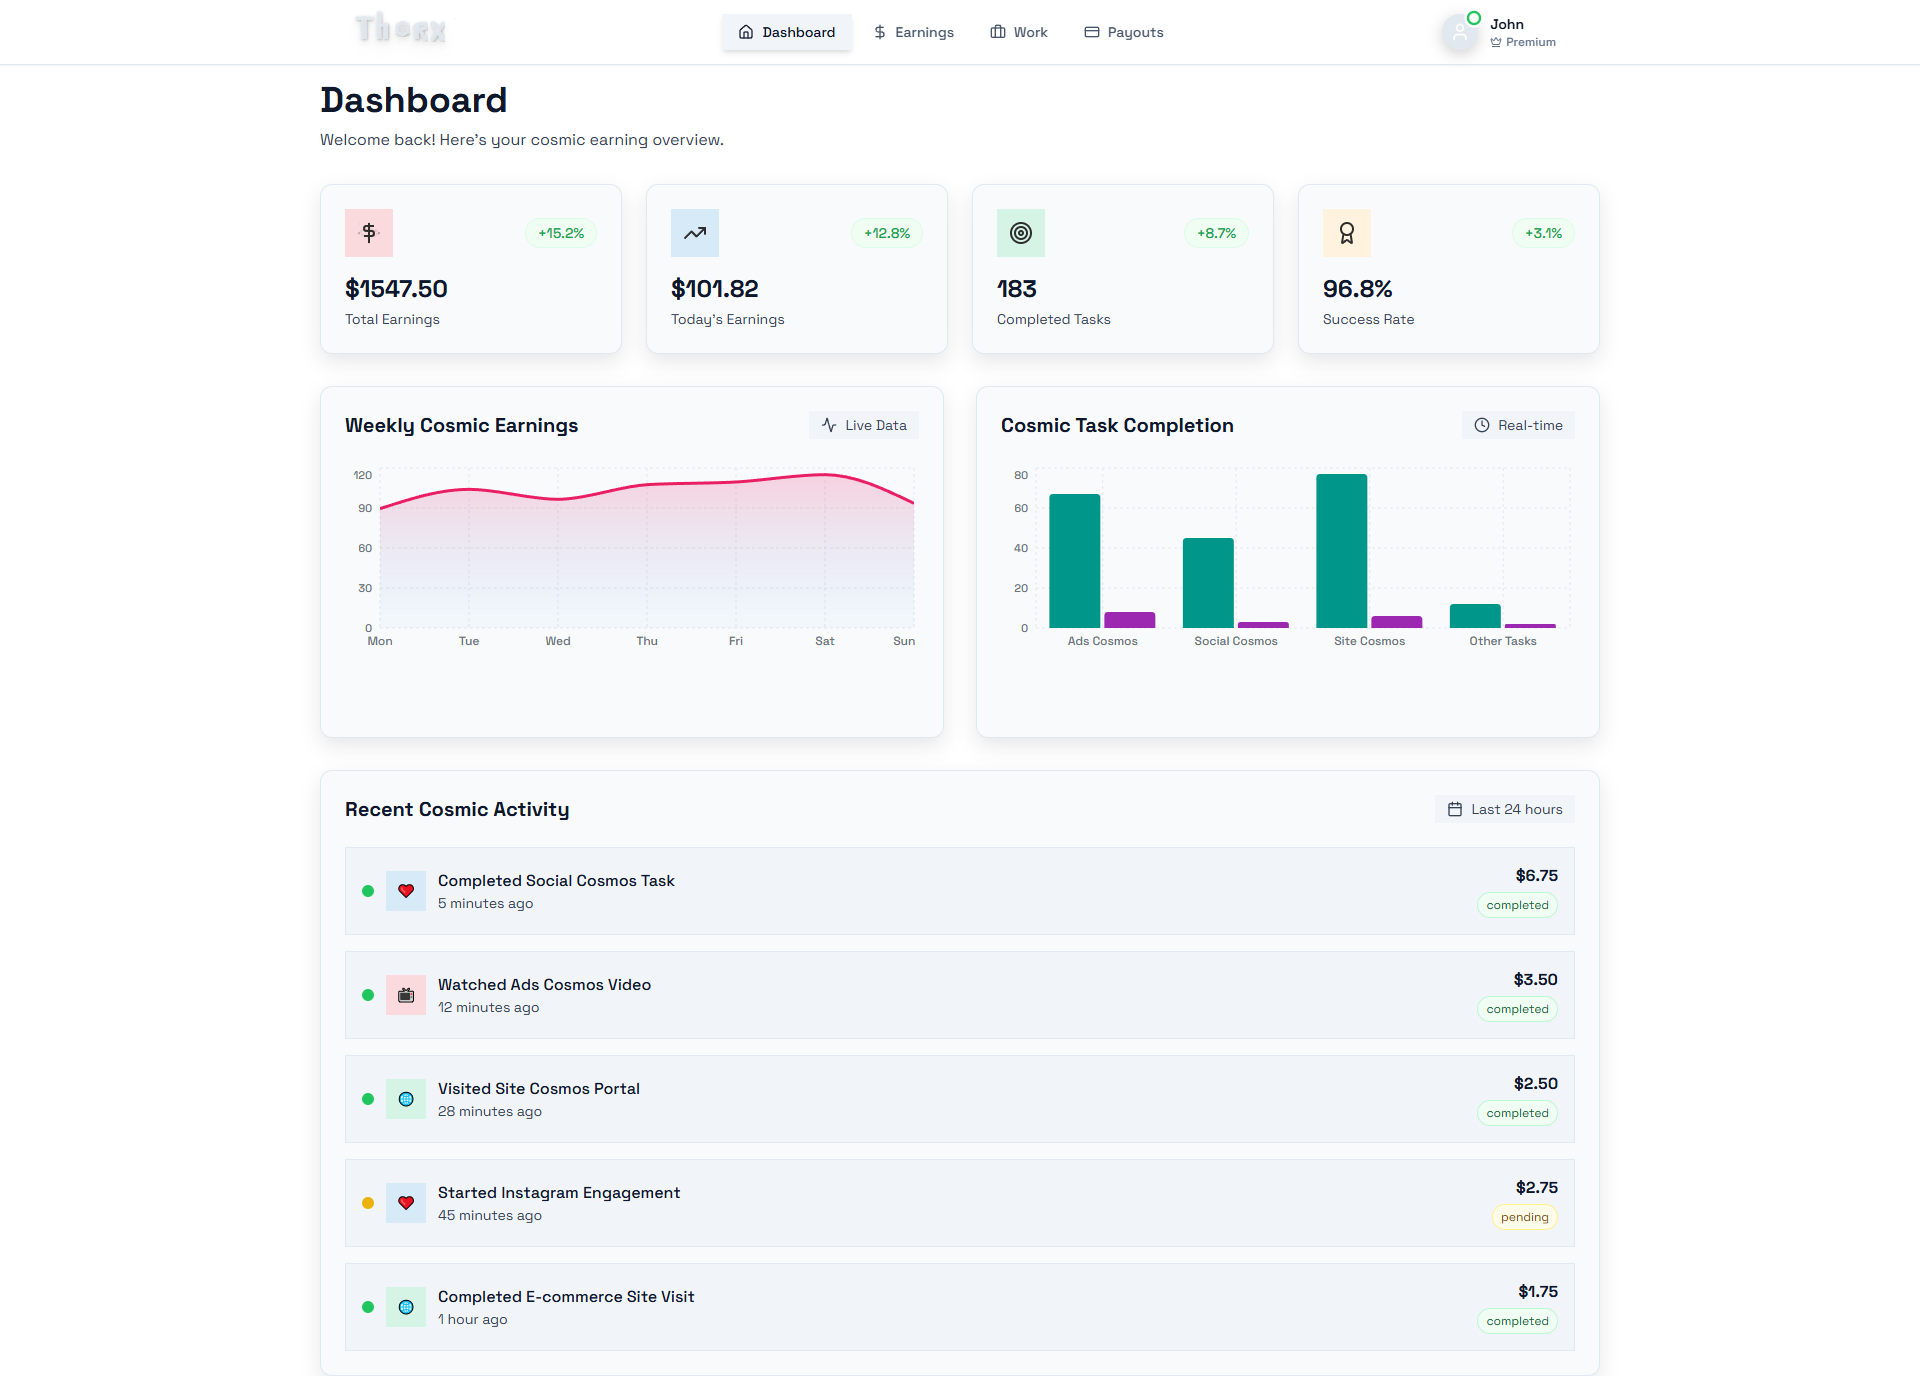 Thorx
Dashboard
Earnings
Work
Payouts
John
Premium
Dashboard
Welcome back! Here's your cosmic earning overview.
+15.2%
$1547.50
Total Earnings
+12.8%
$101.82
Today's Earnings
+8.7%
183
Completed Tasks
+3.1%
96.8%
Success Rate
Weekly Cosmic Earnings
Live Data
120
90
60
30
0
Mon Tue Wed Thu Fri Sat Sun
Cosmic Task Completion
Real-time
80
60
40
20
0
Ads Cosmos Social Cosmos Site Cosmos Other Tasks
Recent Cosmic Activity
Last 24 hours
Completed Social Cosmos Task
5 minutes ago
$6.75
completed
Watched Ads Cosmos Video
12 minutes ago
$3.50
completed
Visited Site Cosmos Portal
28 minutes ago
$2.50
completed
Started Instagram Engagement
45 minutes ago
$2.75
pending
Completed E-commerce Site Visit
1 hour ago
$1.75
completed